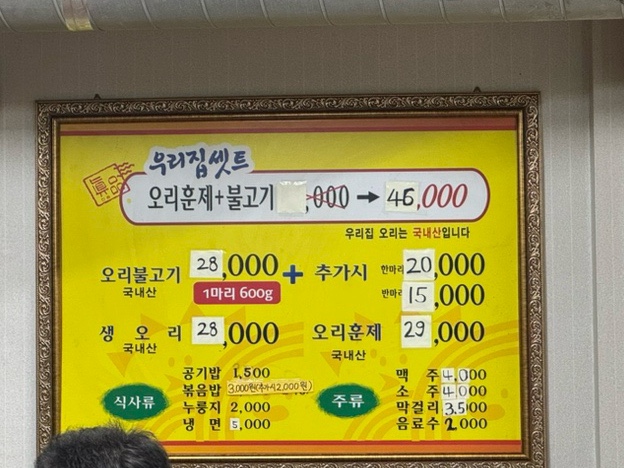 우리집셋트
오리훈제+불고기 ,000 → 45,000
우리집 오리는 국내산입니다
오리불고기 28,000 + 추가시 한마리 20,000
국내산 1마리 600g 반마리 15,000
생 오 리 28,000 오리훈제 29,000
국내산 국내산
식사류
공기밥 1,500
볶음밥 3,000원(추가시2,000원)
누룽지 2,000
냉 면 5,000
주류
맥 주 4,000
소 주 4,000
막걸리 3,500
음료수 2,000